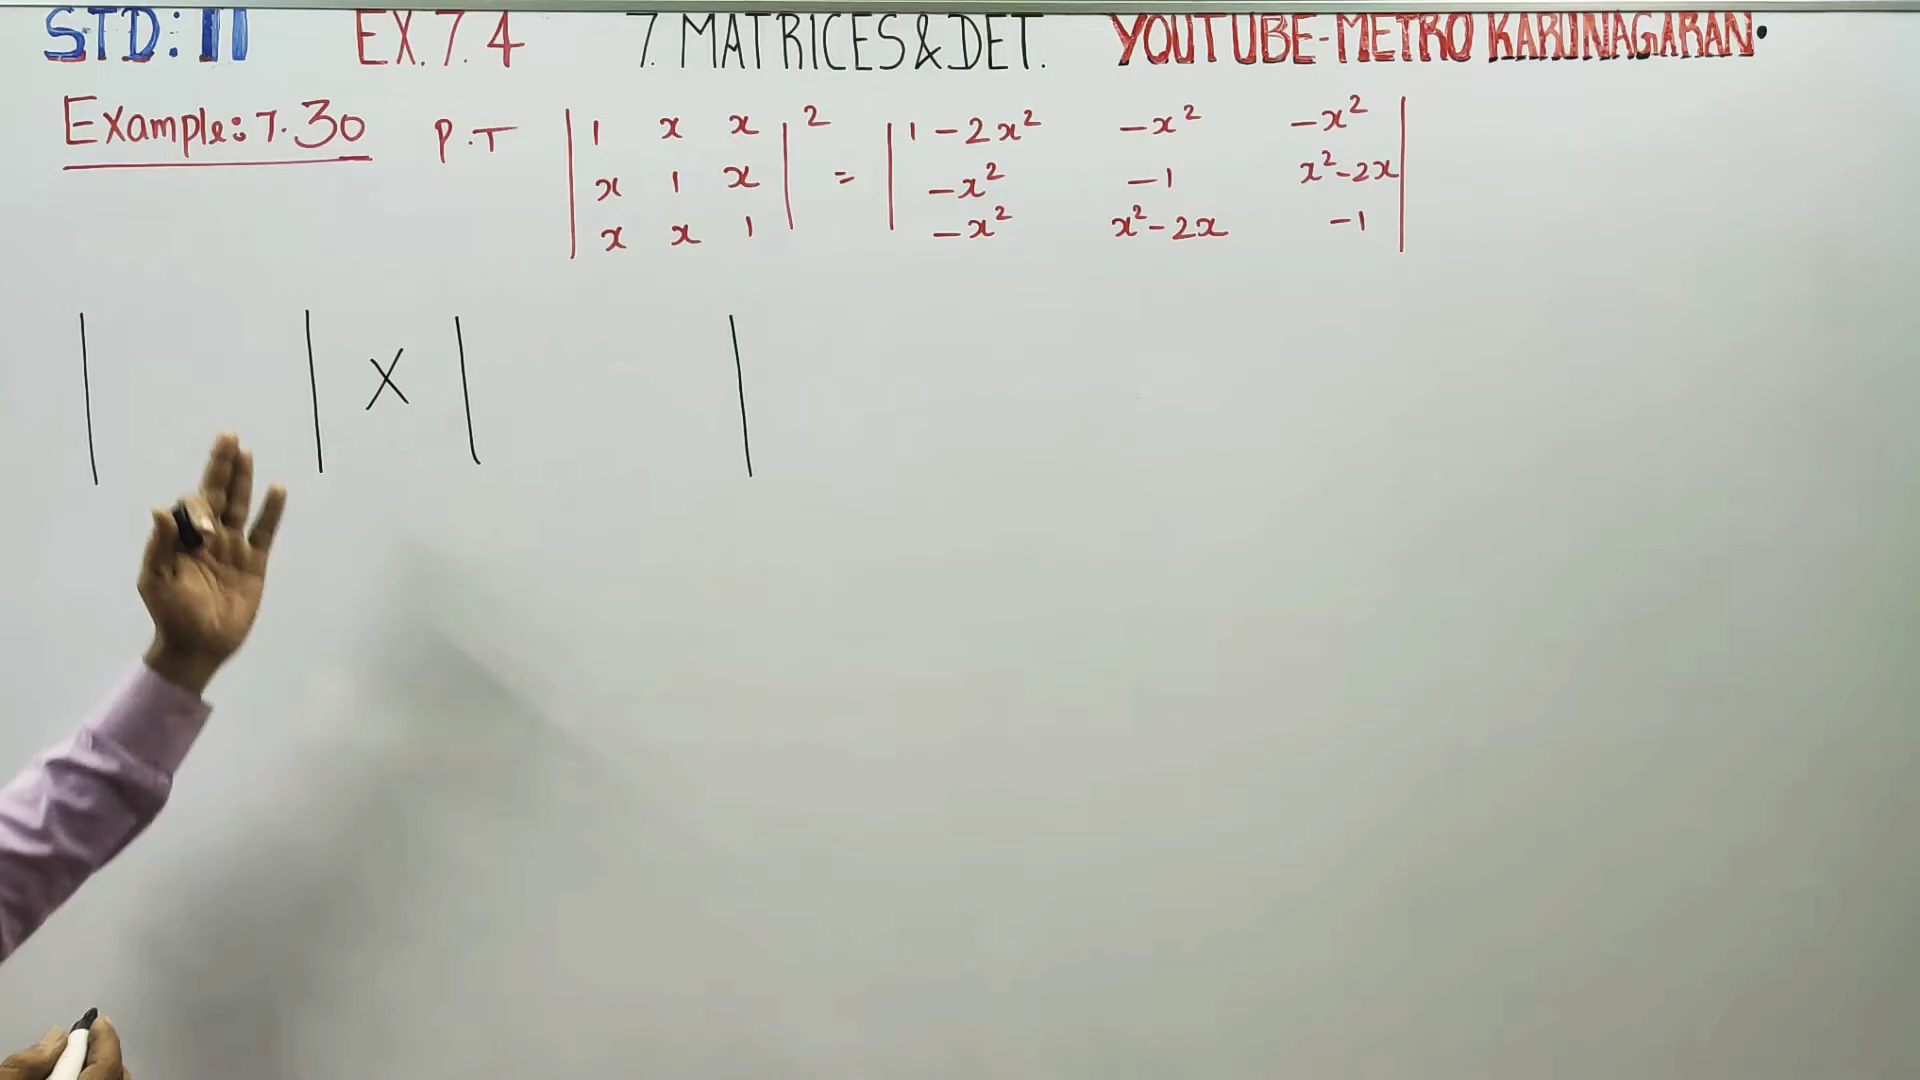 STD: 11 EX.7.4 7. MATRICES & DET. YOUTUBE-METRO KARUNAGARAN.
Example: 7.30 P.T | 1 x x |² = | 1-2x² -x² -x² |
| x 1 x | | -x² -1 x²-2x |
| x x 1 | | -x² x²-2x -1 |
| | X | |